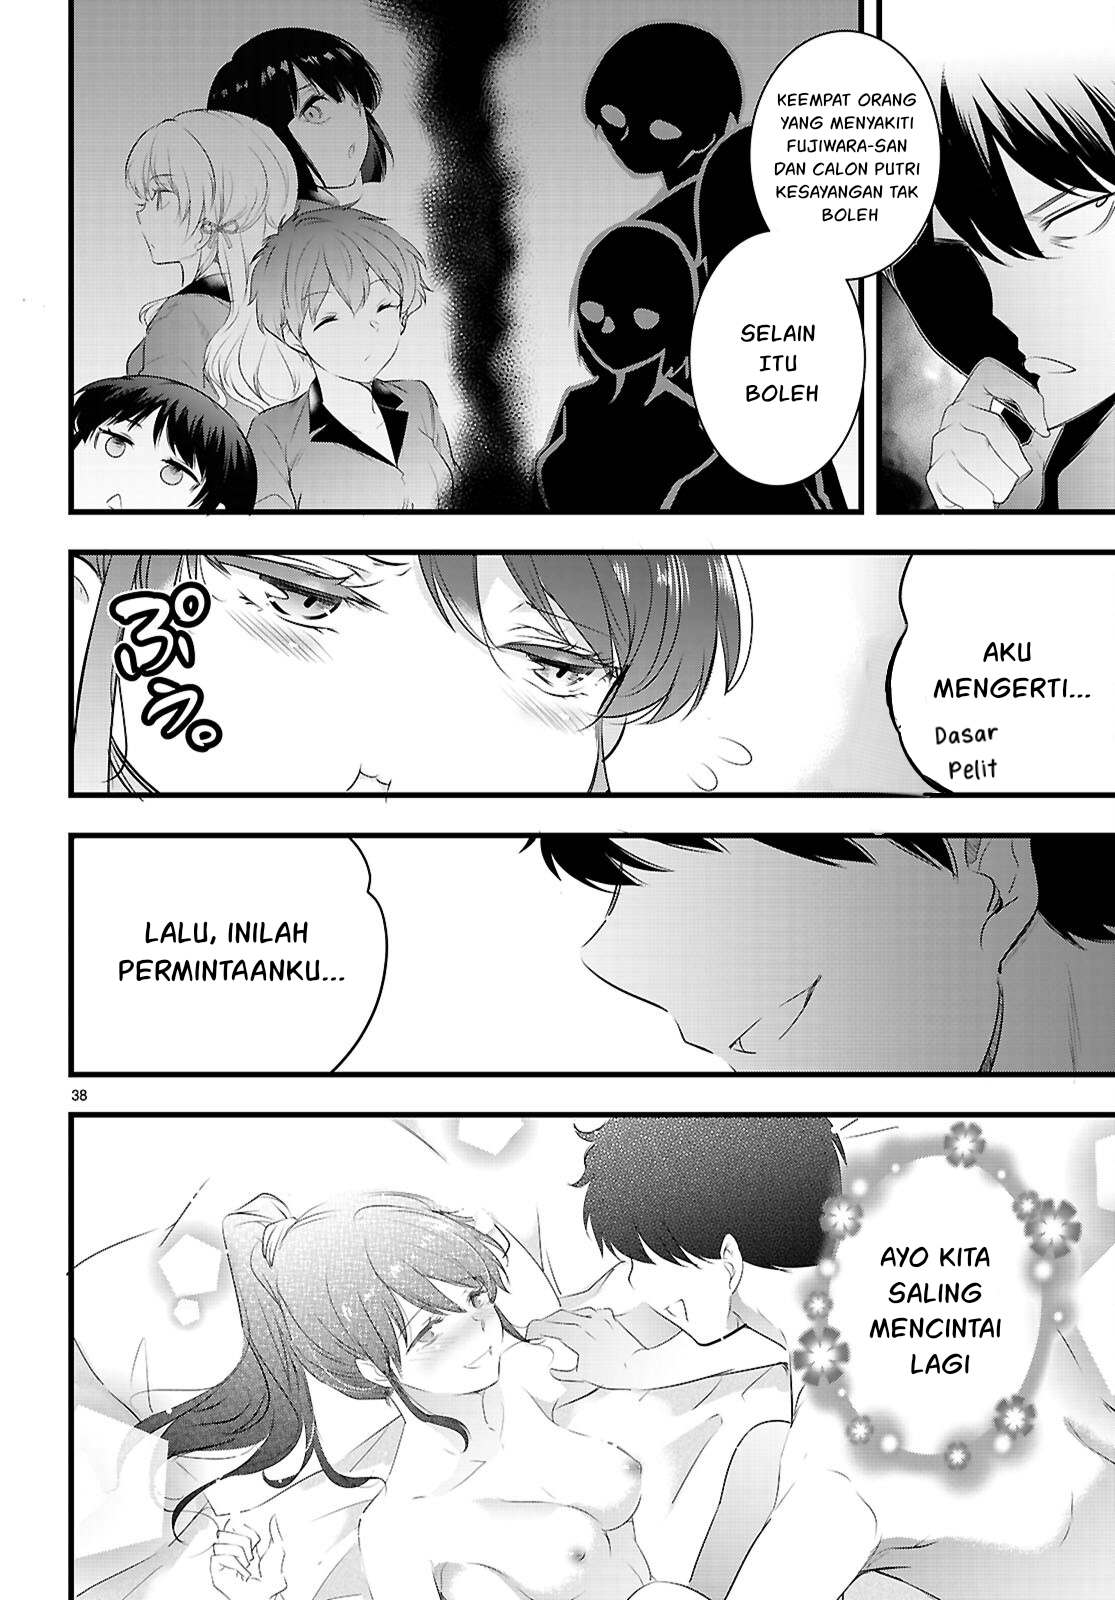 KEEMPAT ORANG
YANG MENYAKITI
FUJIWARA-SAN
DAN CALON PUTRI
KESAYANGAN TAK
BOLEH
SELAIN
ITU
BOLEH
AKU
MENGERTI...
Dasar
Pelit
ぷぅ。
LALU, INILAH
PERMINTAANKU...
38
AYO KITA
SALING
MENCINTAI
LAGI